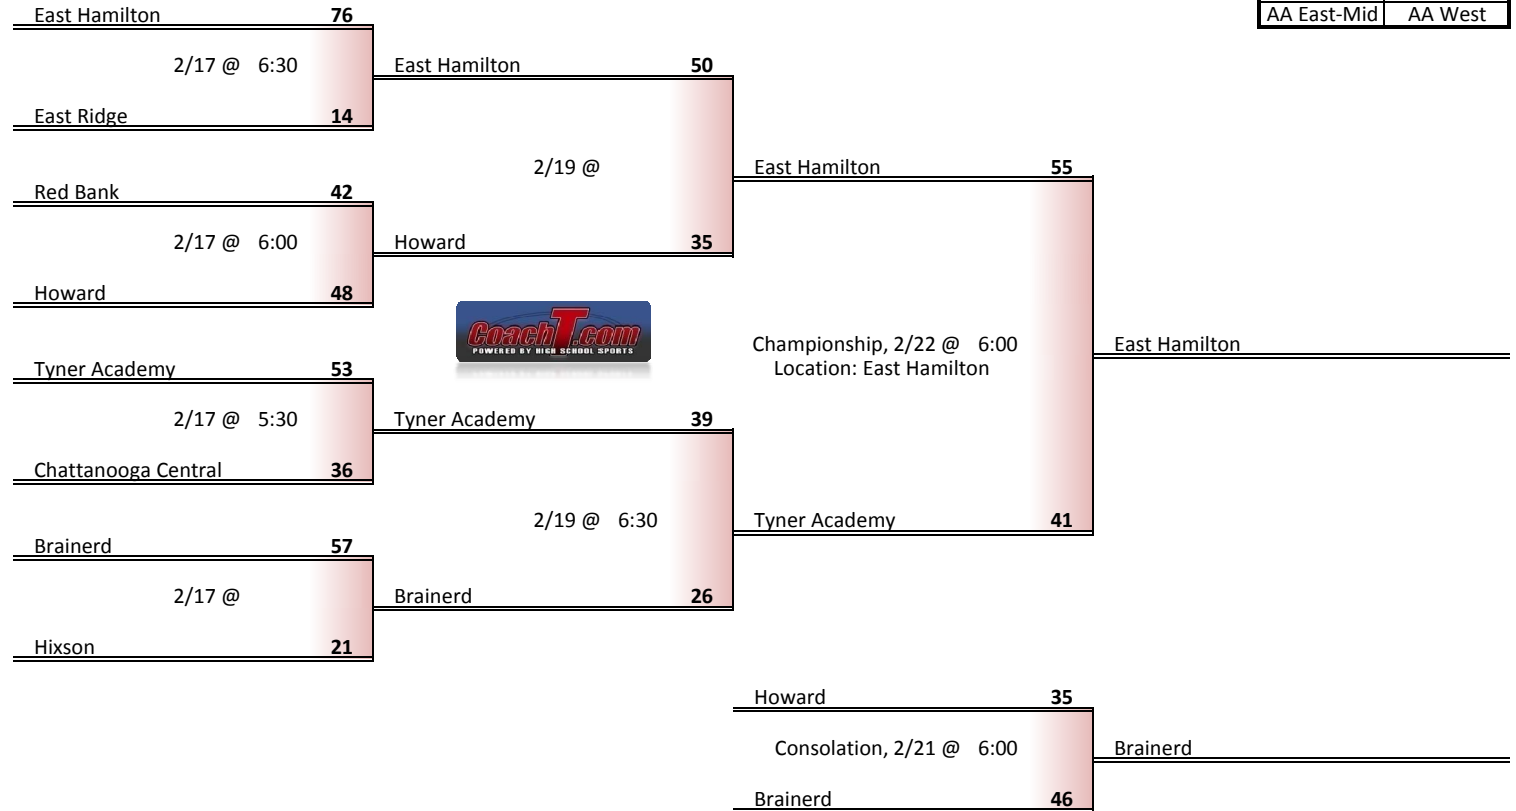 East Hamilton 76
AA East-Mid AA West
2/17 @ 6:30
East Hamilton 50
East Ridge 14
2/19 @
East Hamilton 55
Red Bank 42
2/17 @ 6:00
Howard 35
Howard 48
CoachT.com
POWERED BY HIGH SCHOOL SPORTS
Championship, 2/22 @ 6:00
Location: East Hamilton
East Hamilton
Tyner Academy 53
2/17 @ 5:30
Tyner Academy 39
Chattanooga Central 36
2/19 @ 6:30
Tyner Academy 41
Brainerd 57
2/17 @
Brainerd 26
Hixson 21
Howard 35
Consolation, 2/21 @ 6:00
Brainerd
Brainerd 46